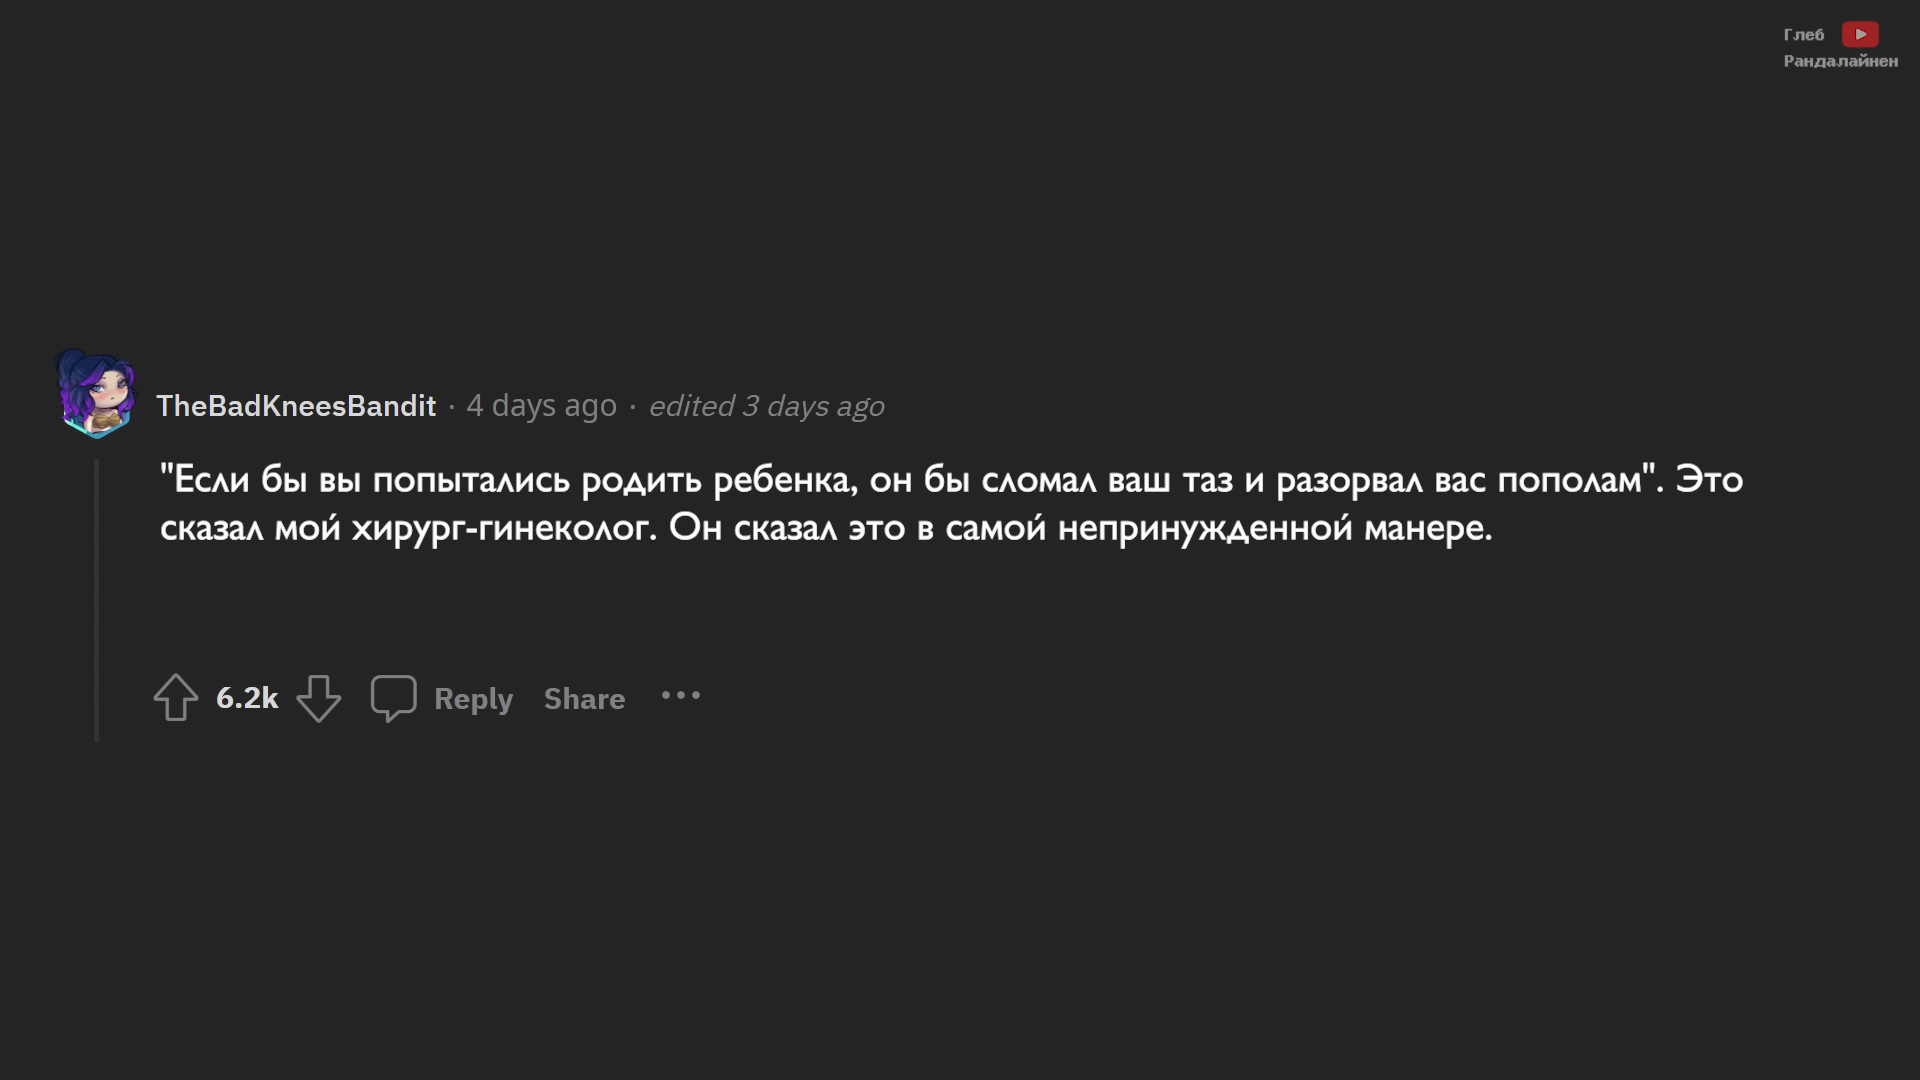 Глеб
Рандалайнен
TheBadKneesBandit · 4 days ago · edited 3 days ago
"Если бы вы попытались родить ребенка, он бы сломал ваш таз и разорвал вас пополам". Это
сказал мой хирург-гинеколог. Он сказал это в самой непринужденной манере.
6.2k Reply Share ···